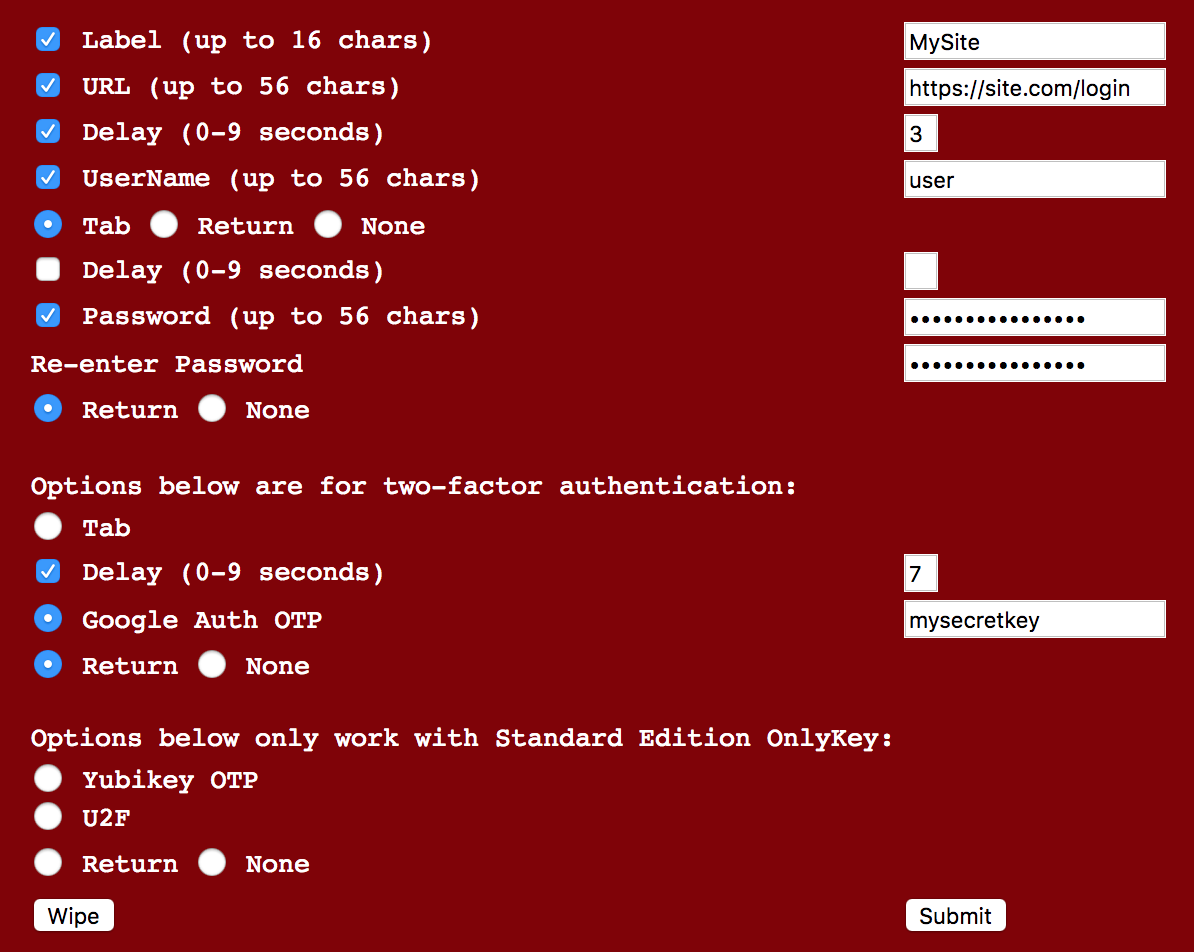 Label (up to 16 chars) MySite
URL (up to 56 chars) https://site.com/login
Delay (0-9 seconds) 3
UserName (up to 56 chars) user
Tab Return None
Delay (0-9 seconds)
Password (up to 56 chars) ••••••••••••••••
Re-enter Password ••••••••••••••••
Return None
Options below are for two-factor authentication:
Tab
Delay (0-9 seconds) 7
Google Auth OTP mysecretkey
Return None
Options below only work with Standard Edition OnlyKey:
Yubikey OTP
U2F
Return None
Wipe Submit